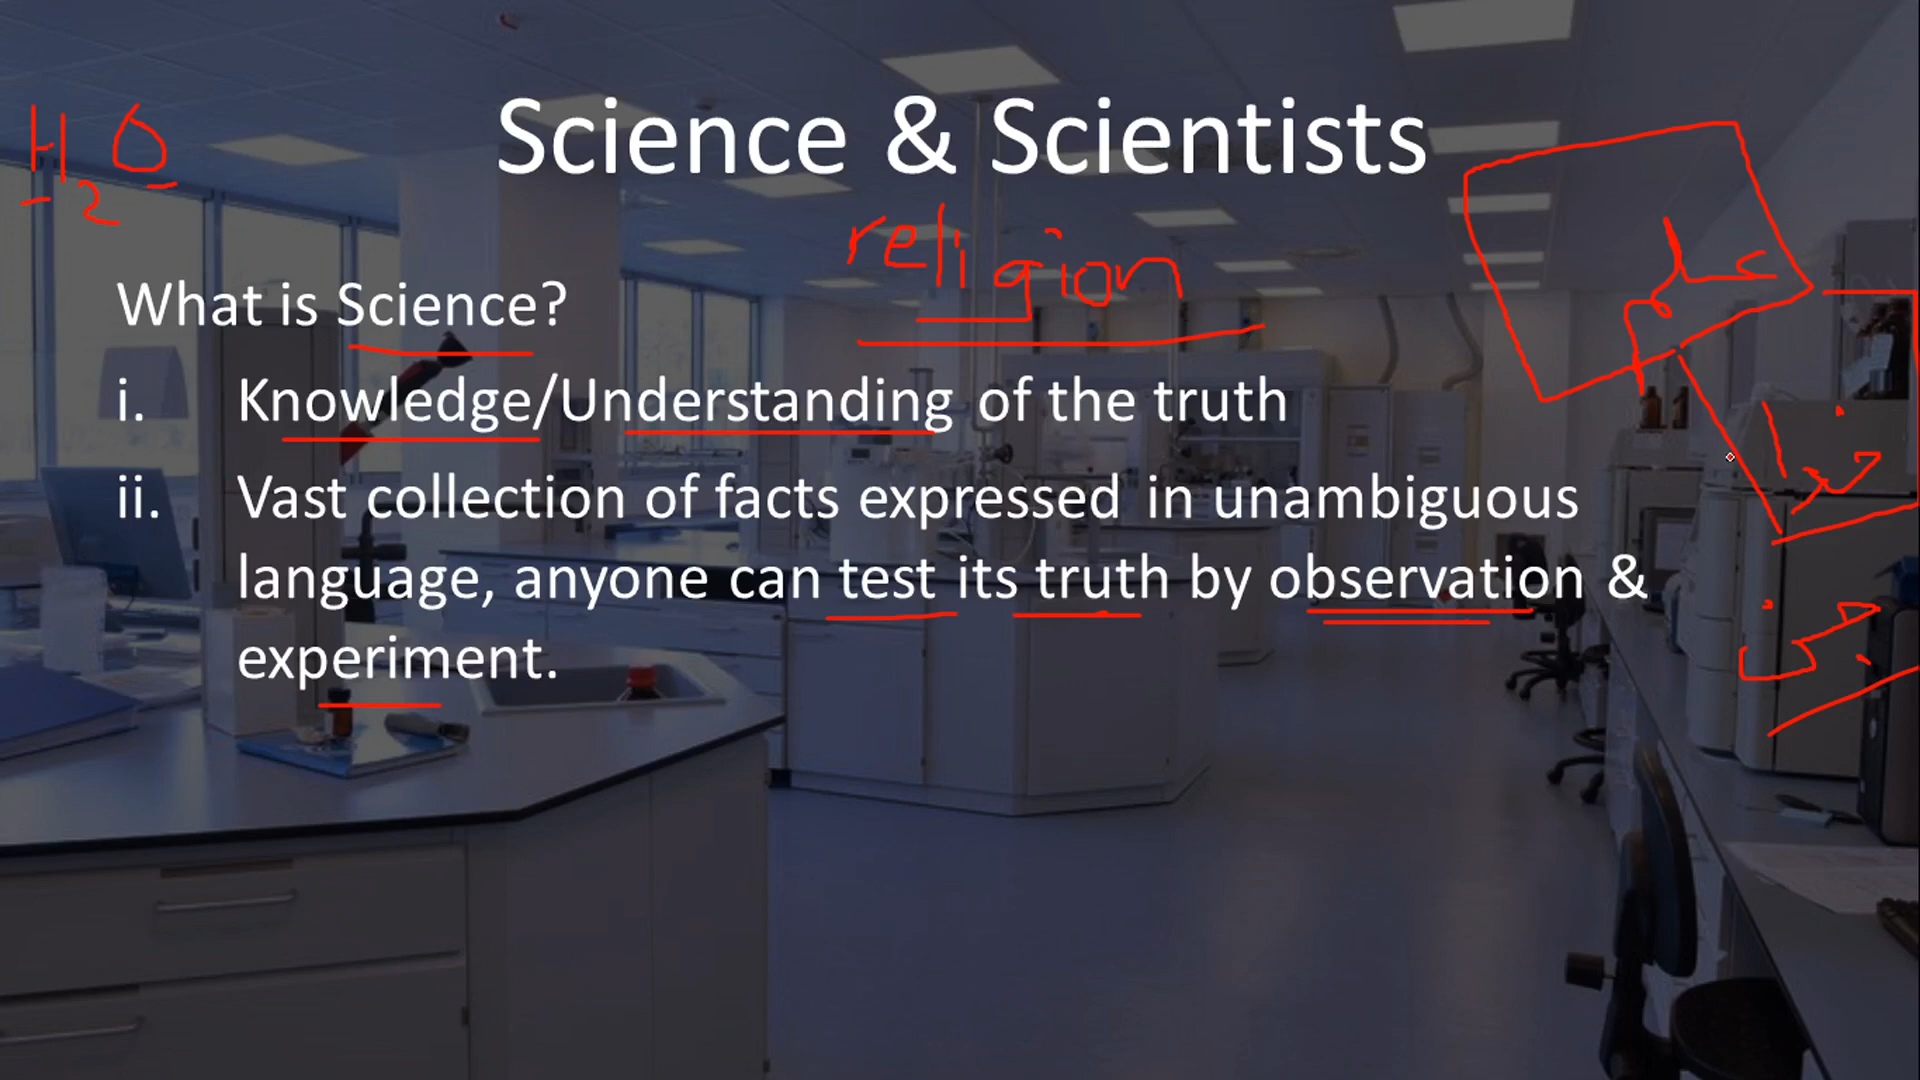 Science & Scientists
H2O
religion
What is Science?
i. Knowledge/Understanding of the truth
ii. Vast collection of facts expressed in unambiguous
language, anyone can test its truth by observation &
experiment.